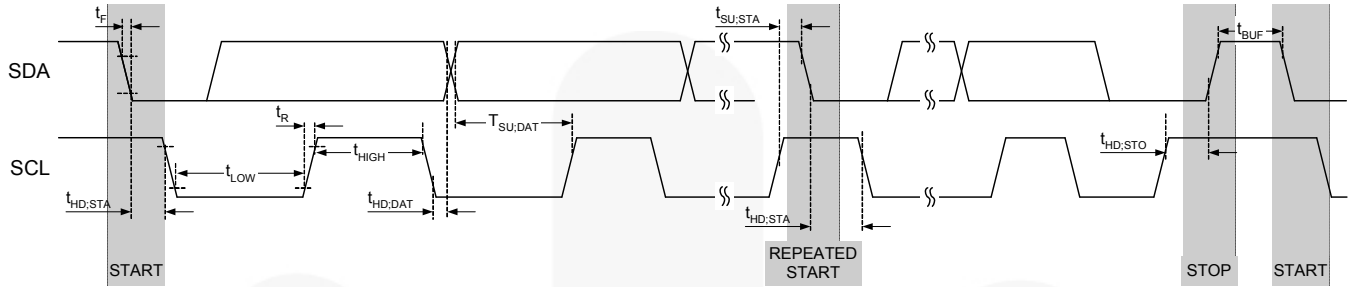 tF
tSU;STA
tBUF
SDA
tR
TSU;DAT
tHIGH
tHD;STO
SCL
tLOW
tHD;STA
tHD;DAT
tHD;STA
START
REPEATED
START
STOP
START